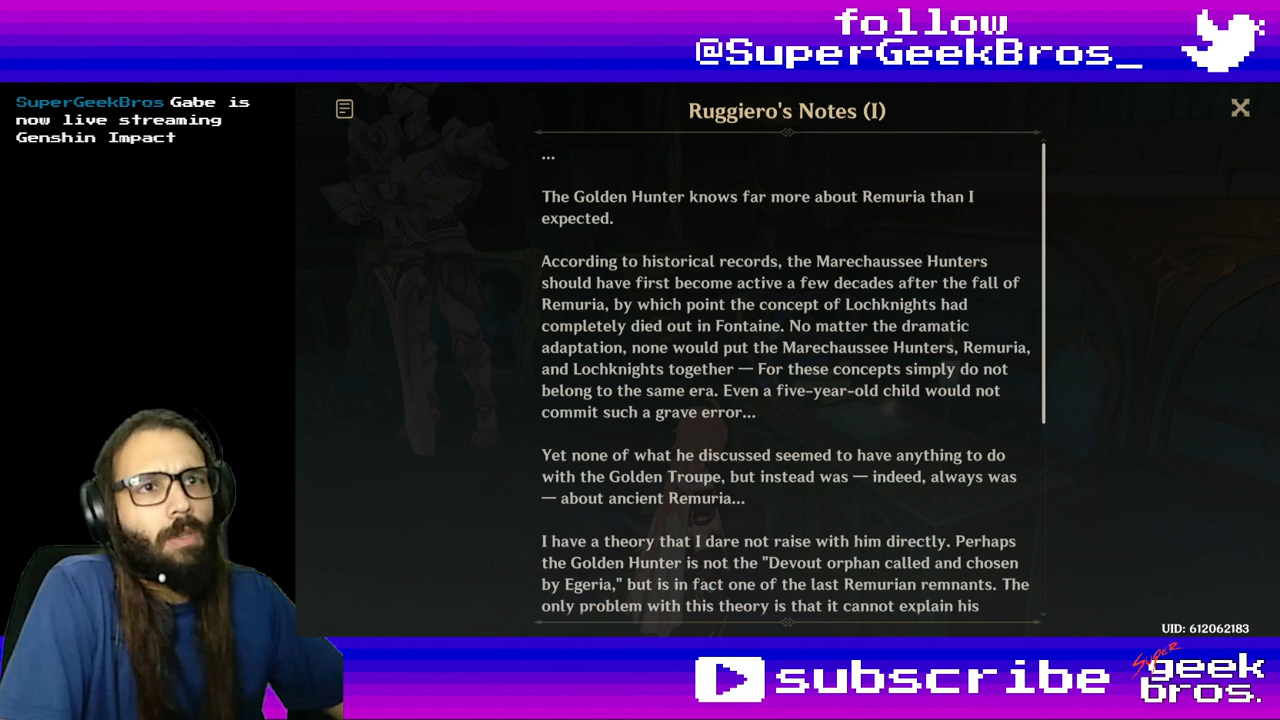 follow
@SuperGeekBros_
SuperGeekBros Gabe is
now live streaming
Genshin Impact
Ruggiero's Notes (I)
...
The Golden Hunter knows far more about Remuria than I
expected.
According to historical records, the Marechaussee Hunters
should have first become active a few decades after the fall of
Remuria, by which point the concept of Lochknights had
completely died out in Fontaine. No matter the dramatic
adaptation, none would put the Marechaussee Hunters, Remuria,
and Lochknights together — For these concepts simply do not
belong to the same era. Even a five-year-old child would not
commit such a grave error...
Yet none of what he discussed seemed to have anything to do
with the Golden Troupe, but instead was — indeed, always was
— about ancient Remuria...
I have a theory that I dare not raise with him directly. Perhaps
the Golden Hunter is not the "Devout orphan called and chosen
by Egeria," but is in fact one of the last Remurian remnants. The
only problem with this theory is that it cannot explain his
UID: 612062183
subscribe
super
geek
bros.